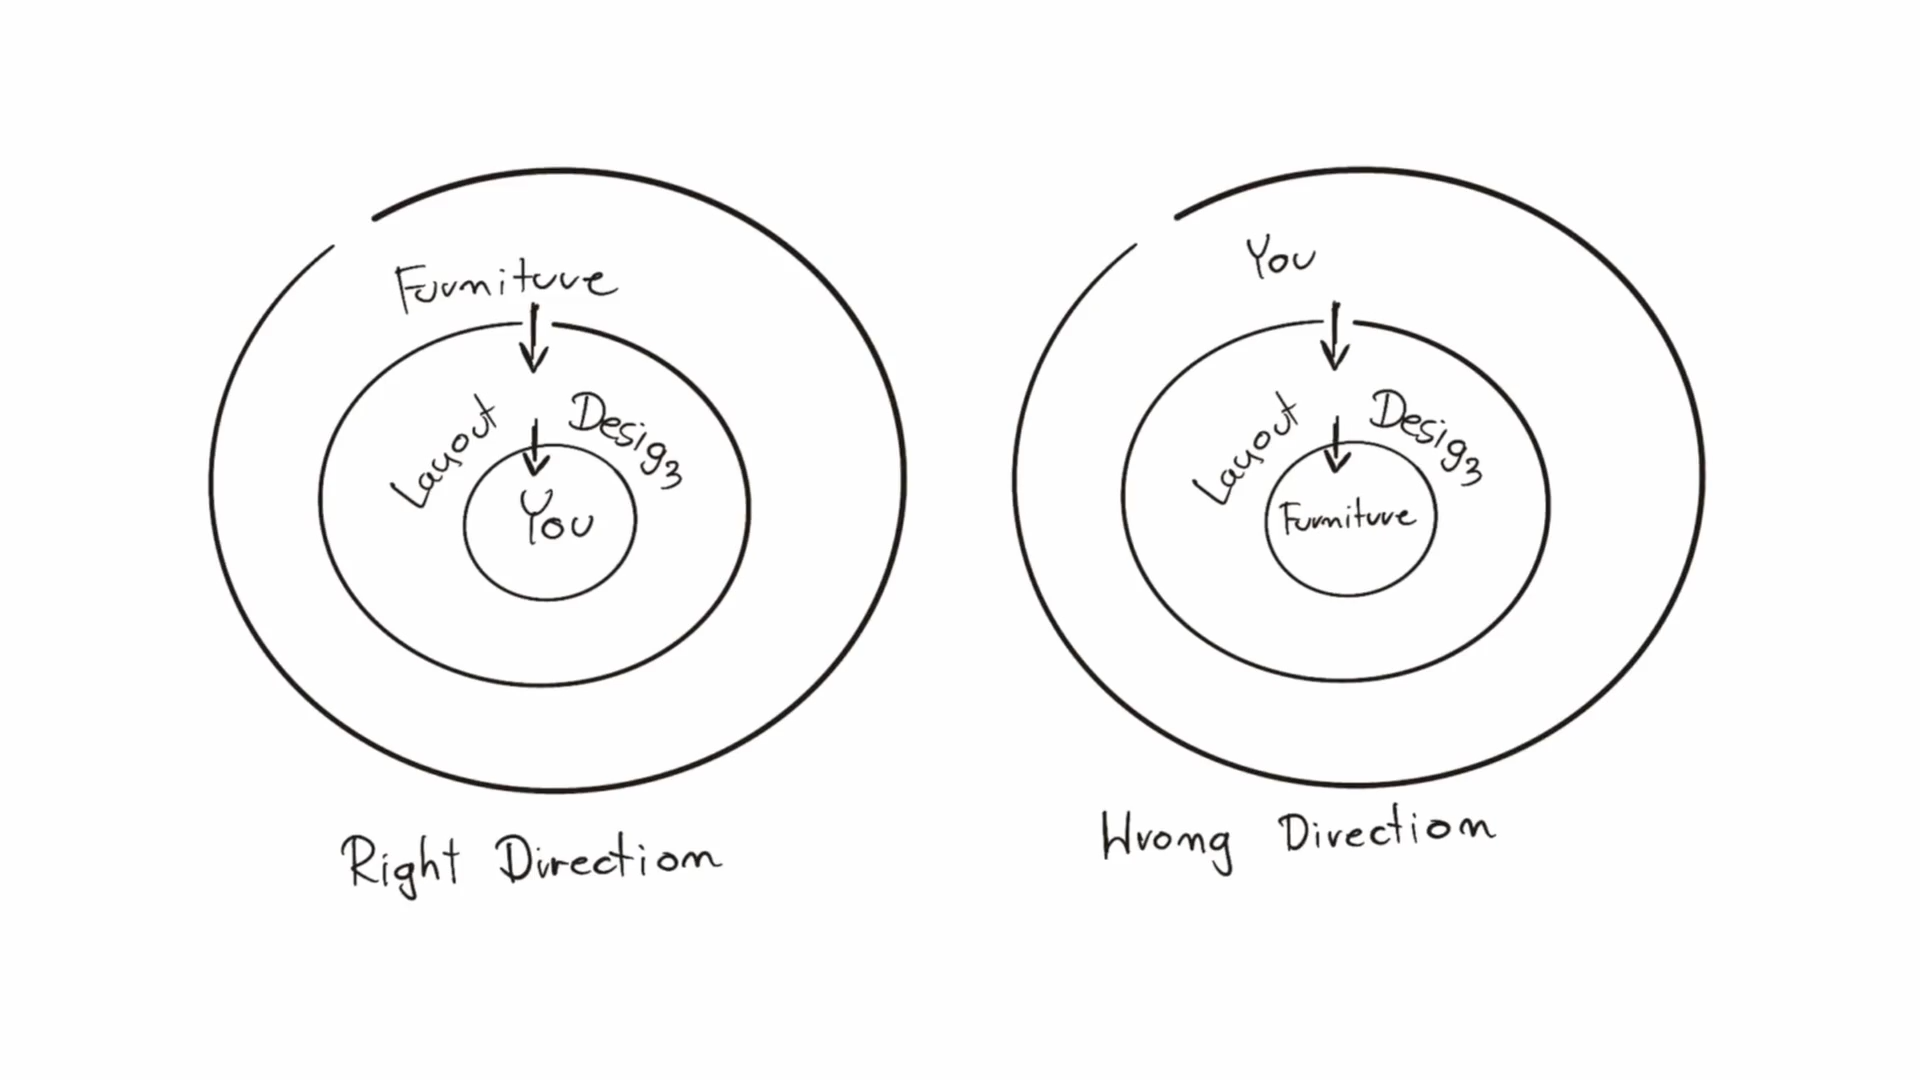 Furniture
Layout Design
You
Right Direction
You
Layout Design
Furniture
Wrong Direction